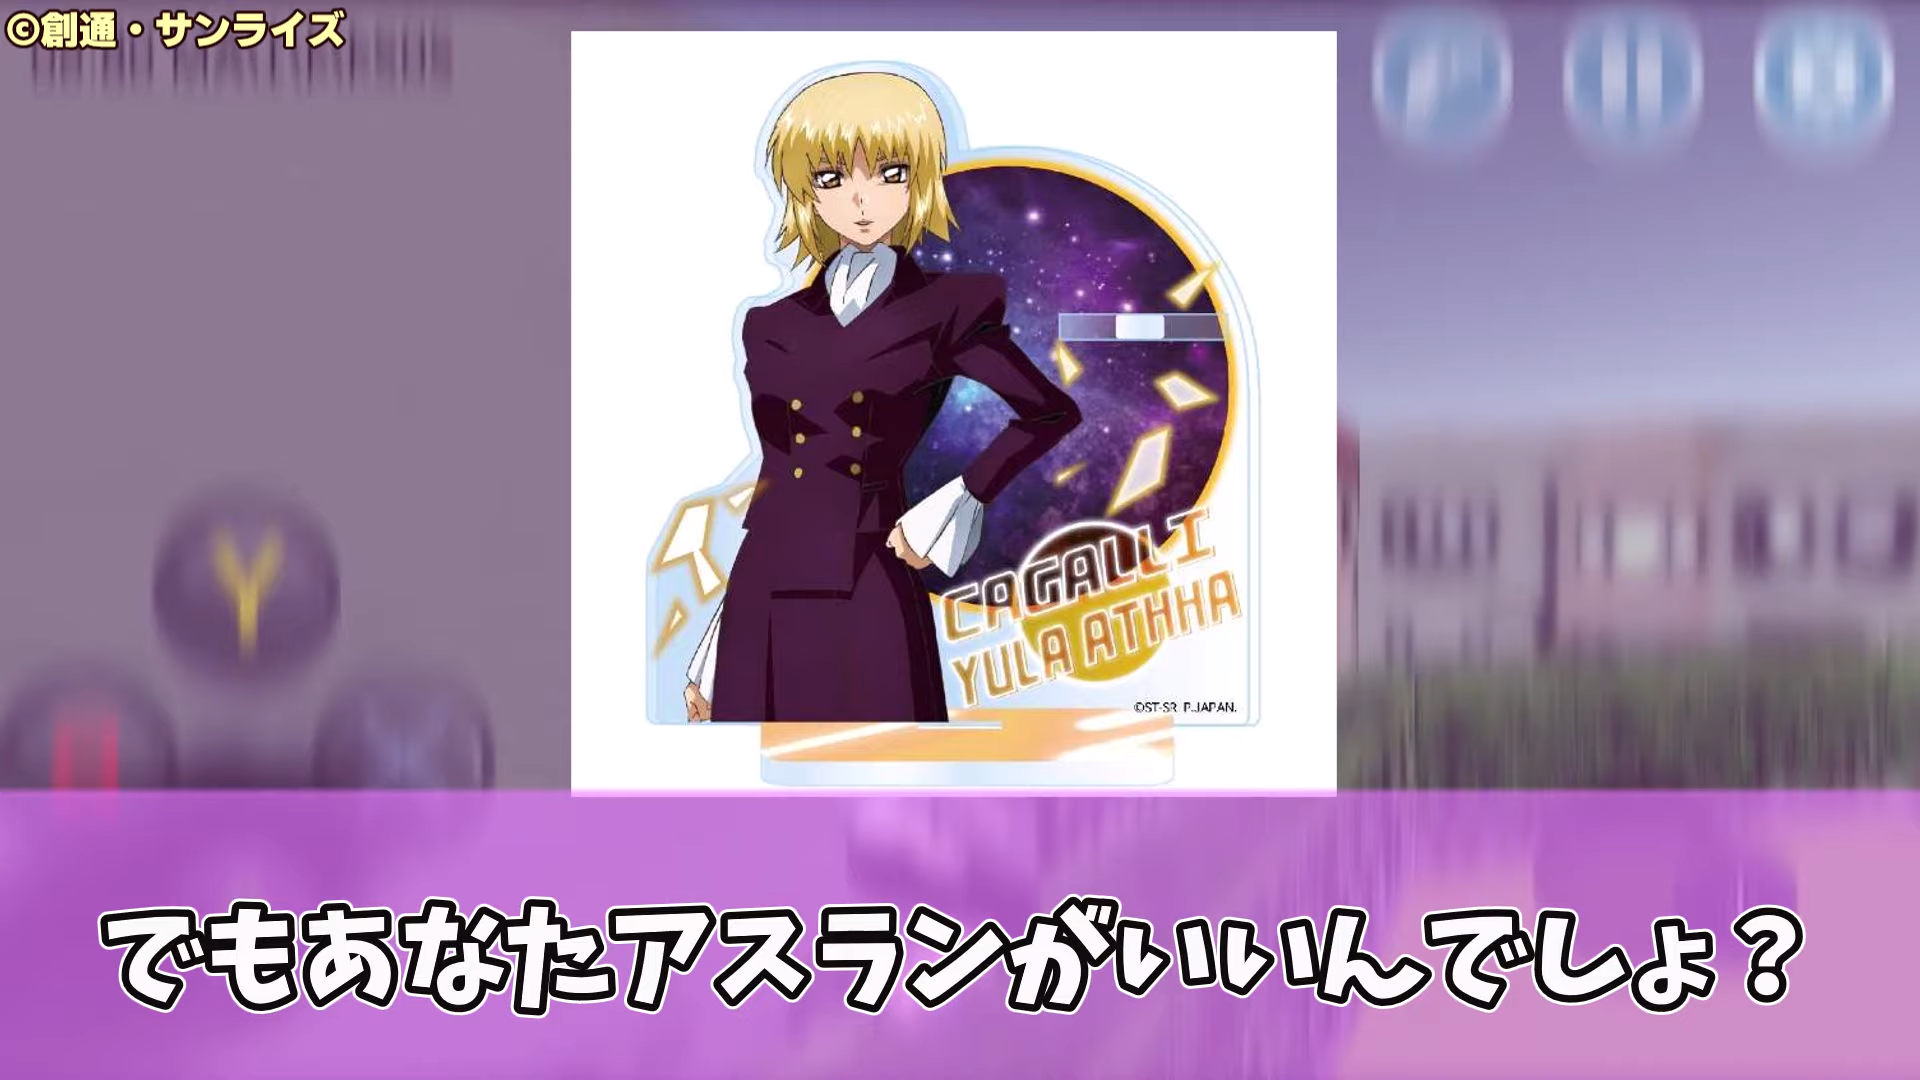 ©創通・サンライズ
CAGALLI
YULA ATHHA
©ST-SR P.JAPAN.
Y
でもあなたアスランがいいんでしょ？